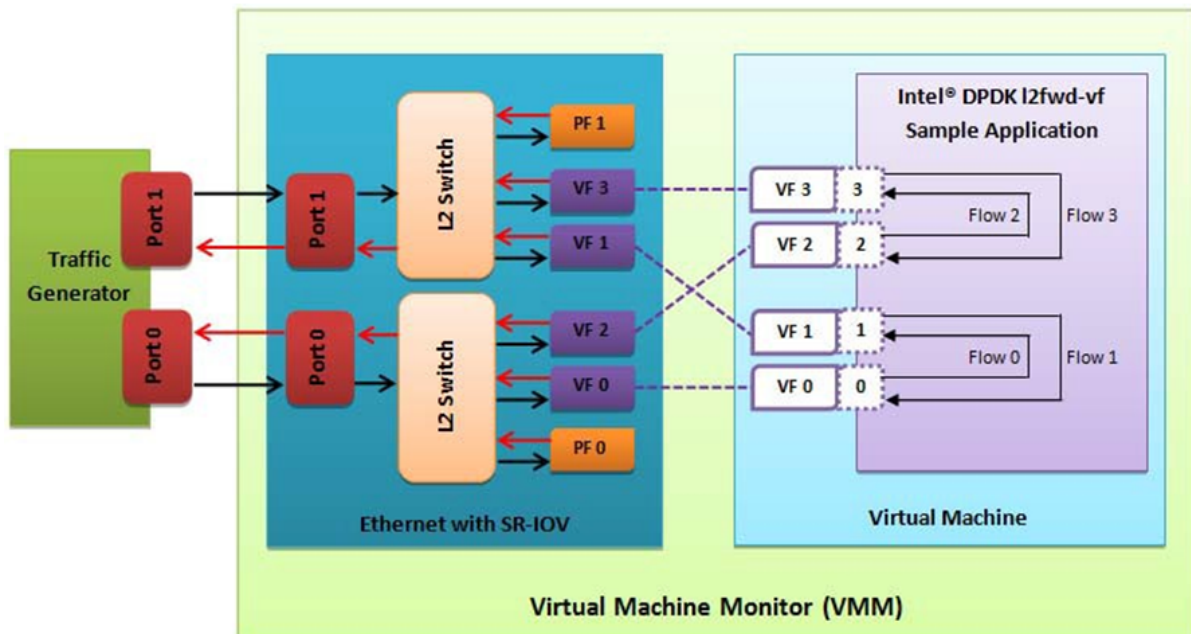 Traffic
Generator
Port 1
Port 0
Port 1
Port 0
L2 Switch
L2 Switch
PF 1
VF 3
VF 1
VF 2
VF 0
PF 0
Ethernet with SR-IOV
Intel® DPDK l2fwd-vf
Sample Application
VF 3 3
VF 2 2
VF 1 1
VF 0 0
Flow 2 Flow 3
Flow 0 Flow 1
Virtual Machine
Virtual Machine Monitor (VMM)